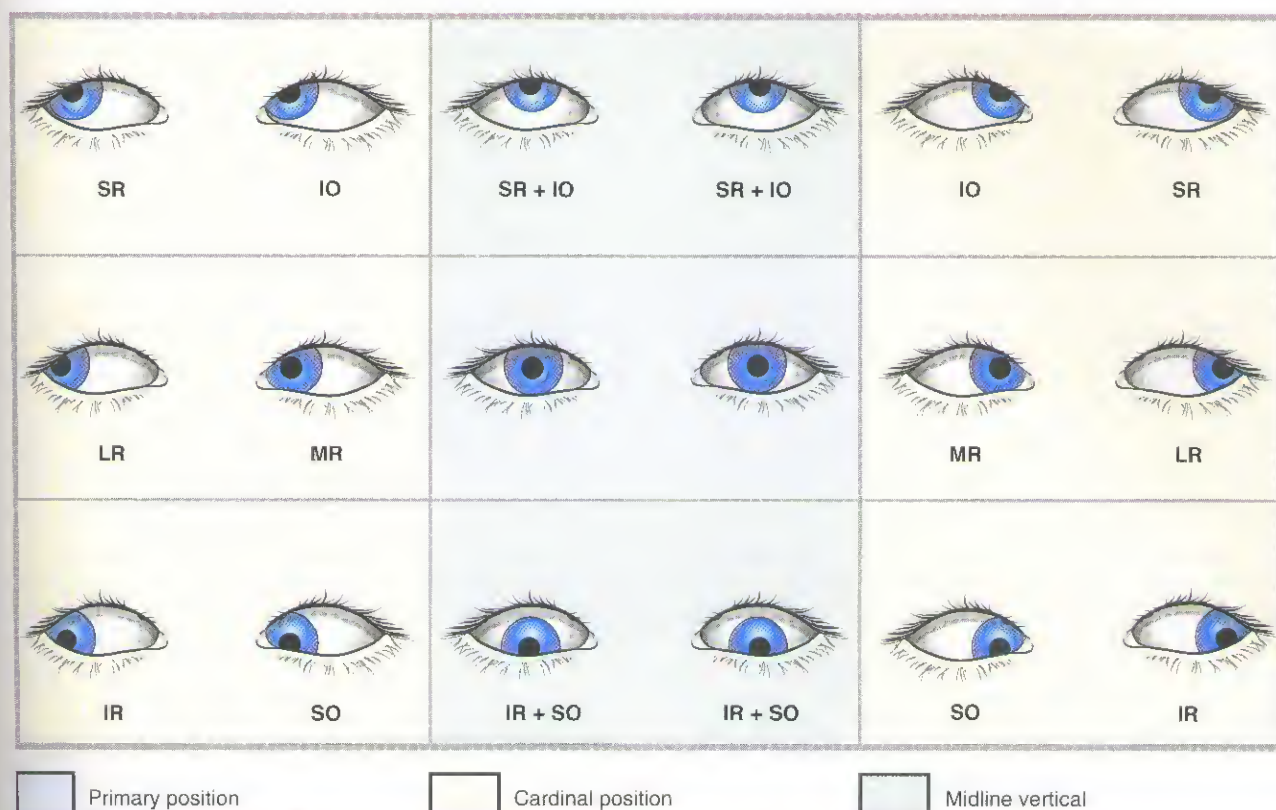 SR IO SR + IO SR + IO IO SR
LR MR MR LR
IR SO IR + SO IR + SO SO IR
Primary position Cardinal position Midline vertical